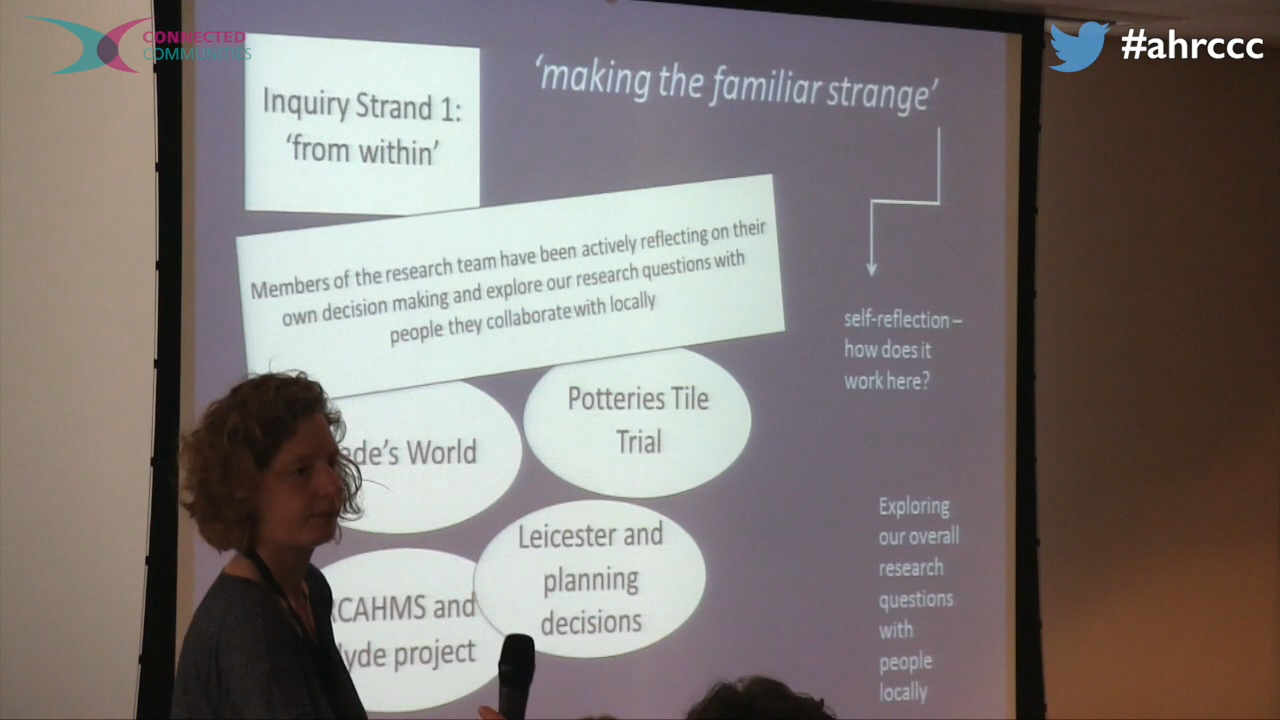 CONNECTED
COMMUNITIES
#ahrccc
Inquiry Strand 1:
‘from within’
‘making the familiar strange’
Members of the research team have been actively reflecting on their
own decision making and explore our research questions with
people they collaborate with locally
self-reflection –
how does it
work here?
World
Potteries Tile
Trial
and
project
Leicester and
planning
decisions
Exploring
our overall
research
questions
with
people
locally